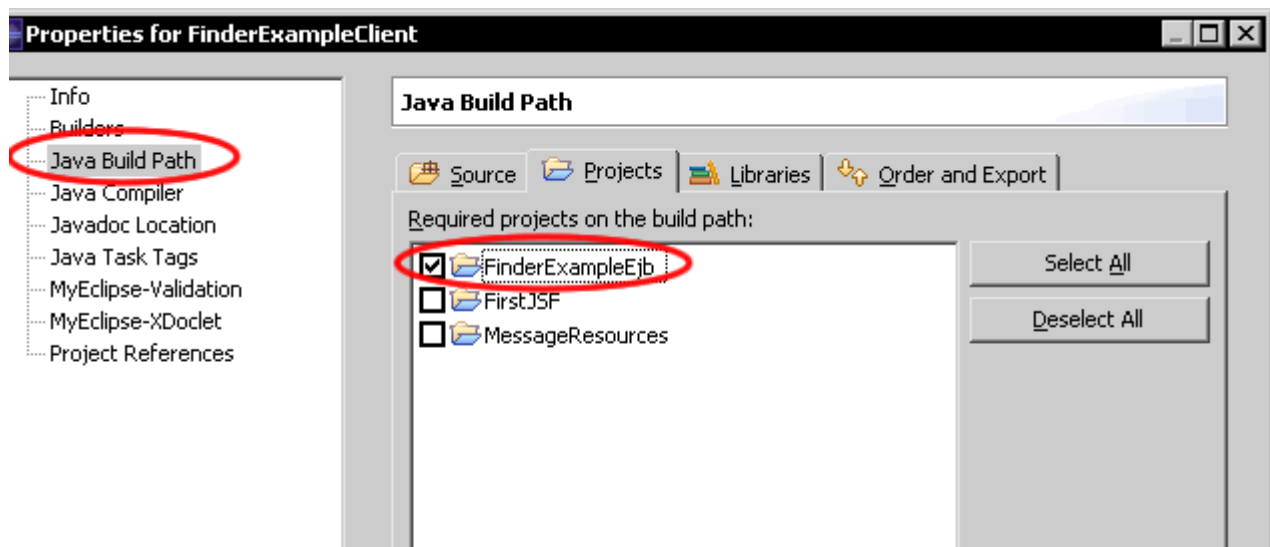 Properties for FinderExampleClient
Info
Builders
Java Build Path
Java Compiler
Javadoc Location
Java Task Tags
MyEclipse-Validation
MyEclipse-XDoclet
Project References
Java Build Path
Source Projects Libraries Order and Export
Required projects on the build path:
FinderExampleEjb
FirstJSF
MessageResources
Select All
Deselect All